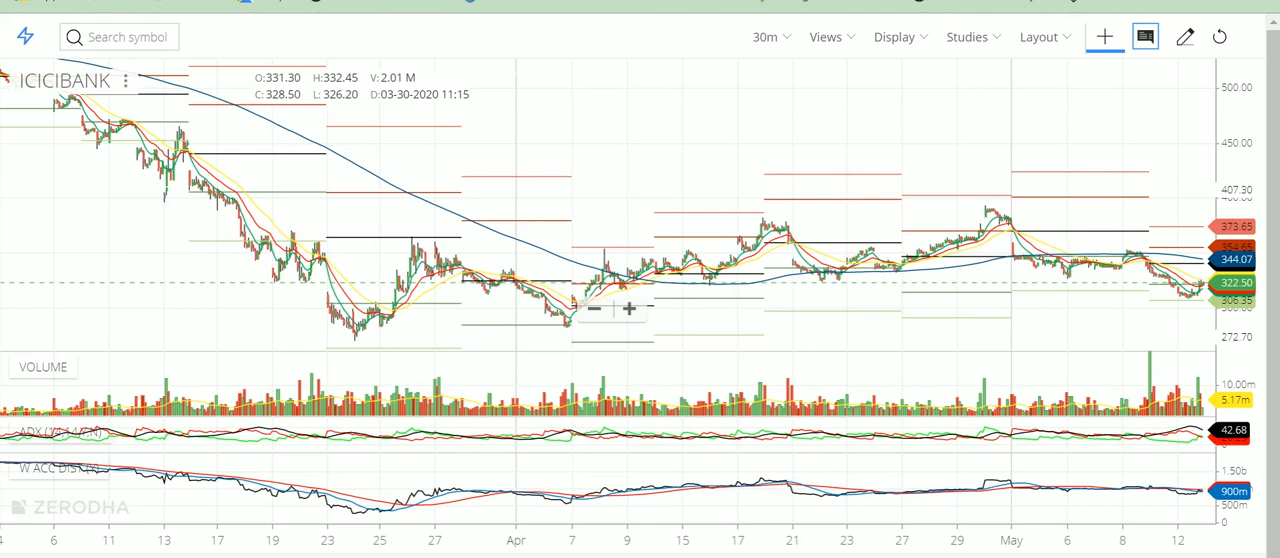 Search symbol
30m Views Display Studies Layout
ICICIBANK
O:331.30 H:332.45 V:2.01 M
C:328.50 L:326.20 D:03-30-2020 11:15
500.00
450.00
407.30
373.65
344.07
322.50
306.35
272.70
VOLUME
10.00m
5.17m
42.68
W ACC DIST
1.50b
900m
500m
0
ZERODHA
6 11 13 17 19 23 25 27 Apr 7 9 13 15 17 21 23 27 29 May 6 8 12